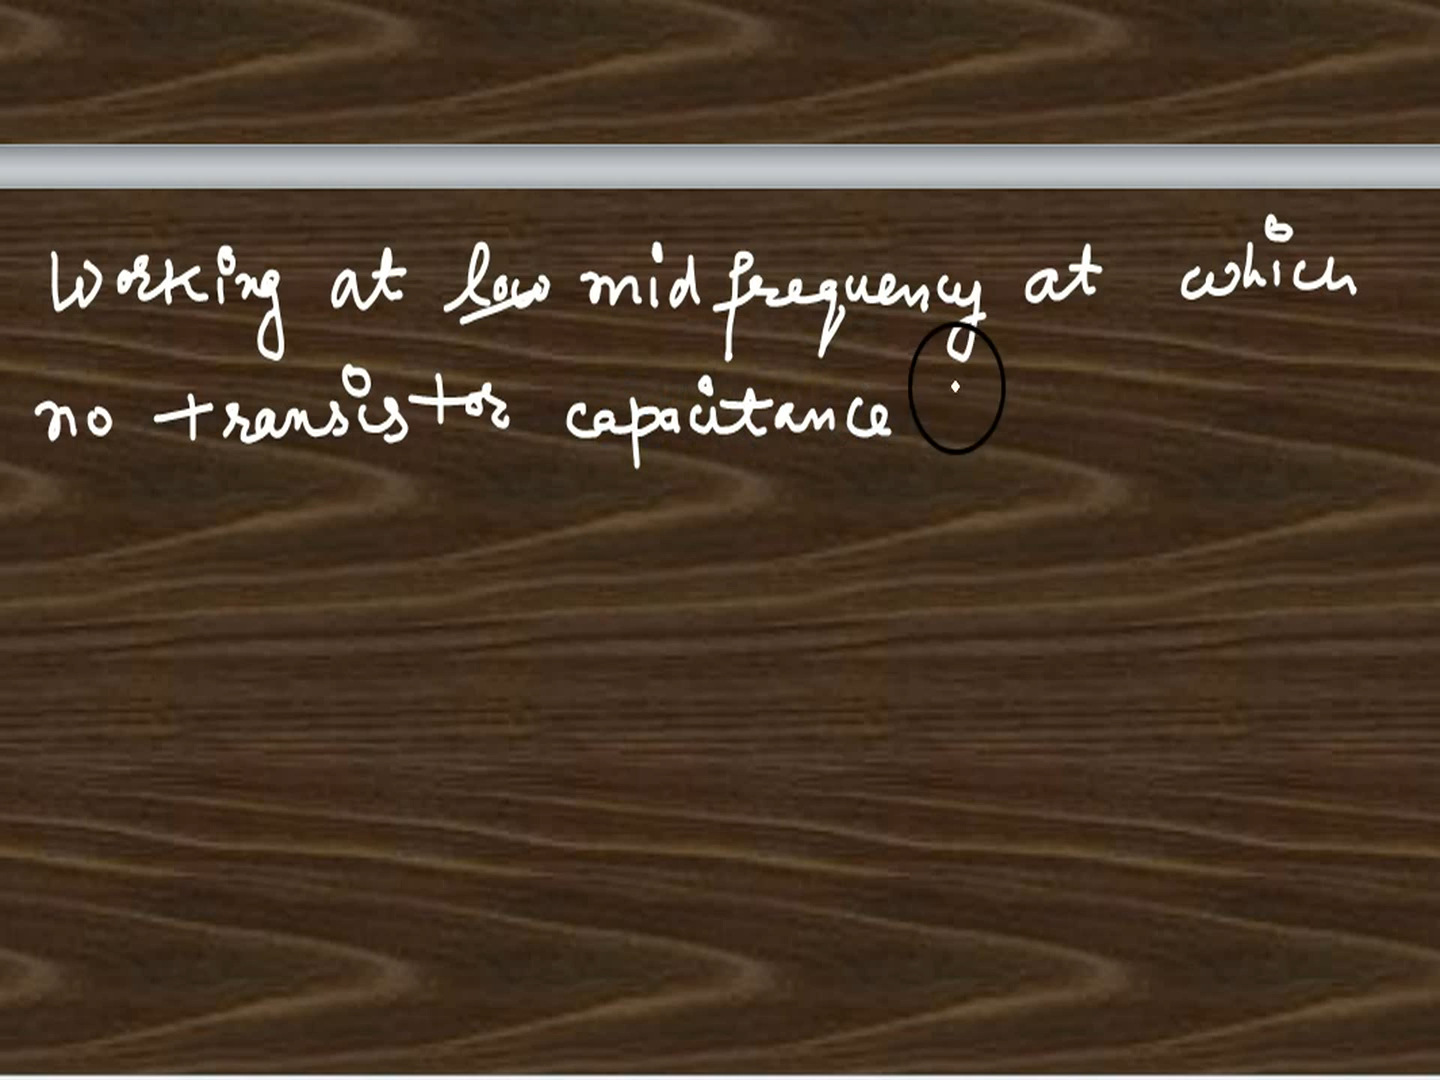 Working at low mid frequency at which
no transistor capacitance